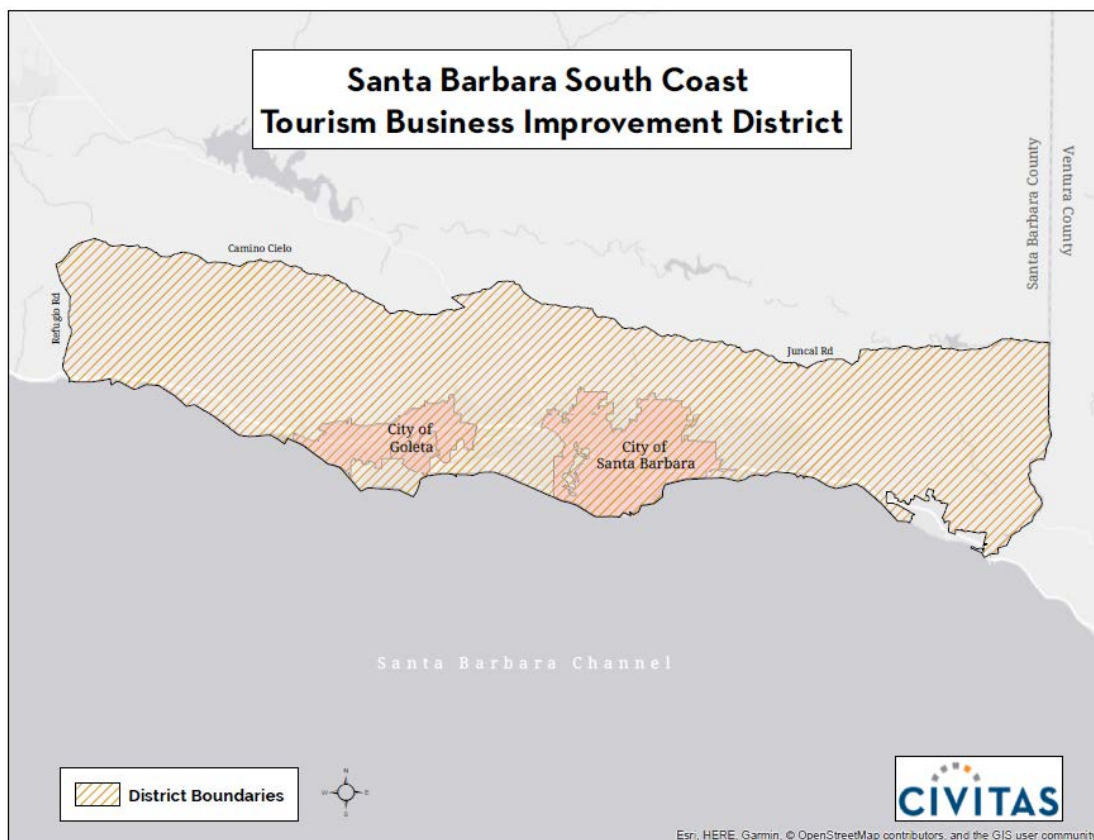 Santa Barbara South Coast
Tourism Business Improvement District
Santa Barbara County
Ventura County
Camino Cielo
Refugio Rd
Juncal Rd
City of
Goleta
City of
Santa Barbara
Santa Barbara Channel
District Boundaries
N
W
E
S
CIVITAS
Esri, HERE, Garmin, © OpenStreetMap contributors, and the GIS user community